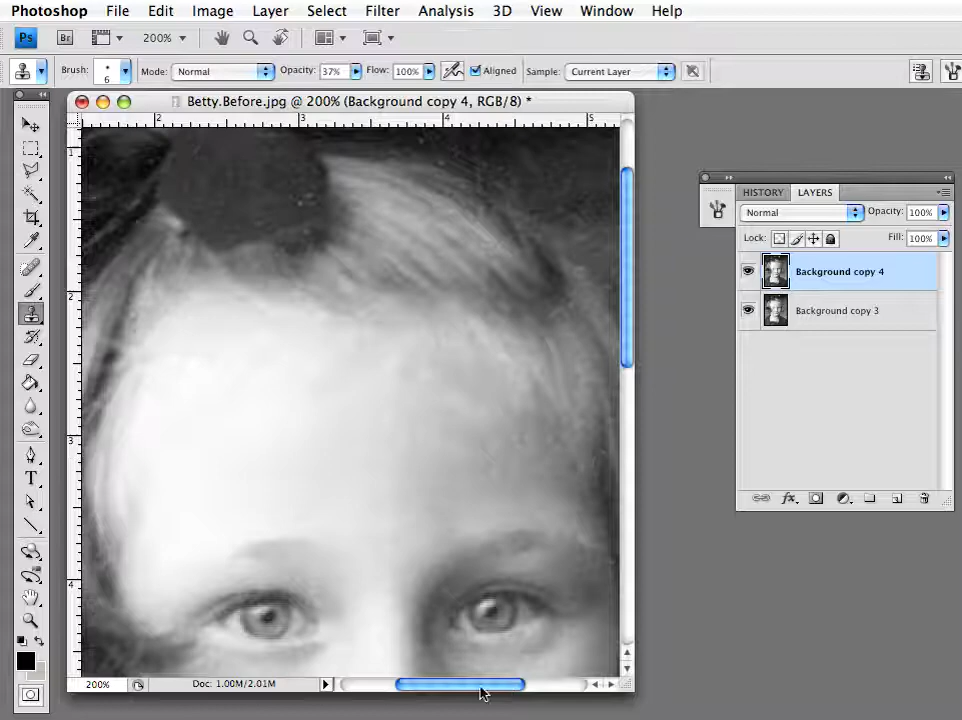 Photoshop File Edit Image Layer Select Filter Analysis 3D View Window Help
Ps Br 200%
Brush: 6 Mode: Normal Opacity: 37% Flow: 100% Aligned Sample: Current Layer
Betty.Before.jpg @ 200% (Background copy 4, RGB/8) *
2 3 4 5
1
2
3
4
HISTORY LAYERS
Normal Opacity: 100%
Lock: Fill: 100%
Background copy 4
Background copy 3
fx
T
200% Doc: 1.00M/2.01M